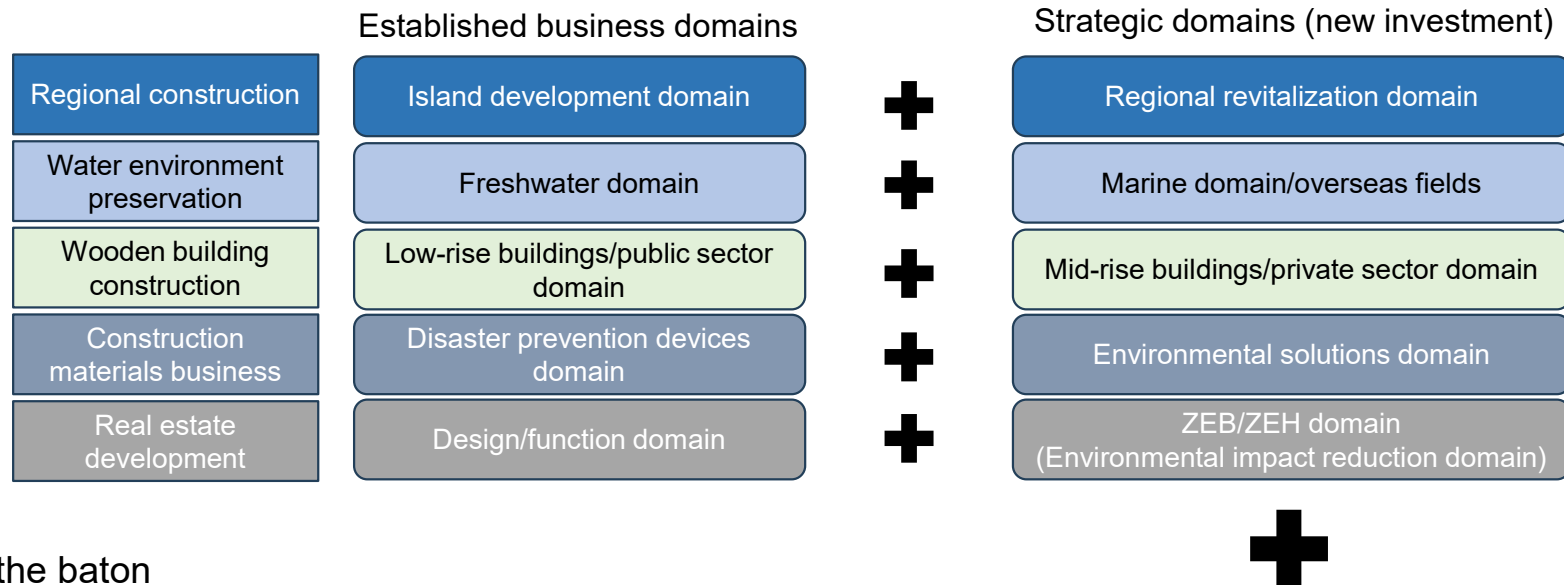 Established business domains
Strategic domains (new investment)
Regional construction
Island development domain
Regional revitalization domain
Water environment
preservation
Freshwater domain
Marine domain/overseas fields
Wooden building
construction
Low-rise buildings/public sector
domain
Mid-rise buildings/private sector domain
Construction
materials business
Disaster prevention devices
domain
Environmental solutions domain
Real estate
development
Design/function domain
ZEB/ZEH domain
(Environmental impact reduction domain)
the baton